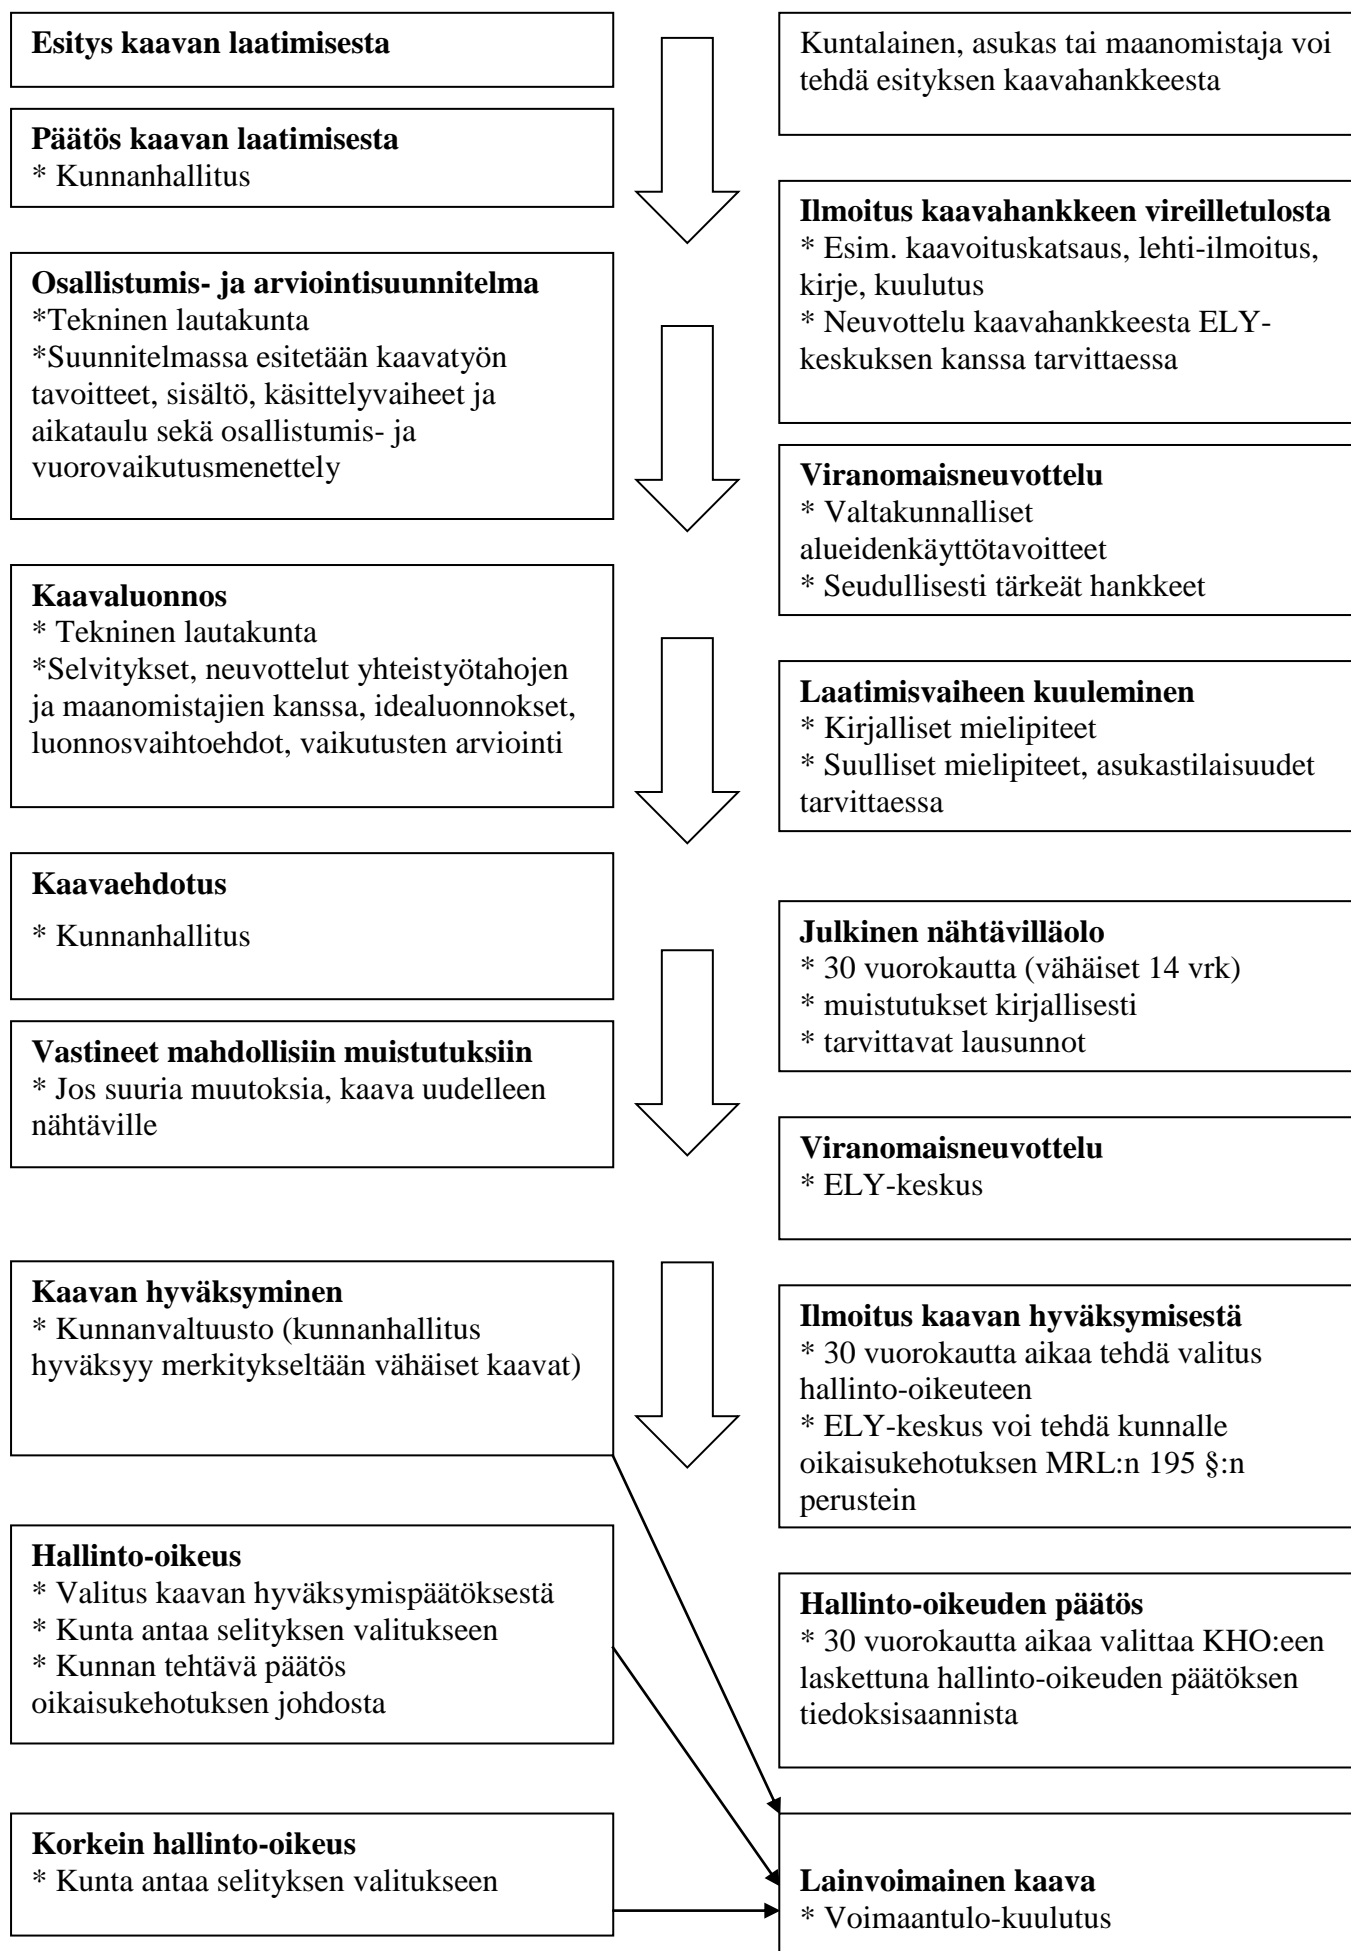 Esitys kaavan laatimisesta
Kuntalainen, asukas tai maanomistaja voi
tehdä esityksen kaavahankkeesta
Päätös kaavan laatimisesta
* Kunnanhallitus
Ilmoitus kaavahankkeen vireilletulosta
* Esim. kaavoituskatsaus, lehti-ilmoitus,
kirje, kuulutus
* Neuvottelu kaavahankkeesta ELY-
keskuksen kanssa tarvittaessa
Osallistumis- ja arviointisuunnitelma
*Tekninen lautakunta
*Suunnitelmassa esitetään kaavatyön
tavoitteet, sisältö, käsittelyvaiheet ja
aikataulu sekä osallistumis- ja
vuorovaikutusmenettely
Viranomaisneuvottelu
* Valtakunnalliset
alueidenkäyttötavoitteet
* Seudullisesti tärkeät hankkeet
Kaavaluonnos
* Tekninen lautakunta
*Selvitykset, neuvottelut yhteistyötahojen
ja maanomistajien kanssa, idealuonnokset,
luonnosvaihtoehdot, vaikutusten arviointi
Laatimisvaiheen kuuleminen
* Kirjalliset mielipiteet
* Suulliset mielipiteet, asukastilaisuudet
tarvittaessa
Kaavaehdotus
* Kunnanhallitus
Julkinen nähtävilläolo
* 30 vuorokautta (vähäiset 14 vrk)
* muistutukset kirjallisesti
* tarvittavat lausunnot
Vastineet mahdollisiin muistutuksiin
* Jos suuria muutoksia, kaava uudelleen
nähtäville
Viranomaisneuvottelu
* ELY-keskus
Kaavan hyväksyminen
* Kunnanvaltuusto (kunnanhallitus
hyväksyy merkitykseltään vähäiset kaavat)
Ilmoitus kaavan hyväksymisestä
* 30 vuorokautta aikaa tehdä valitus
hallinto-oikeuteen
* ELY-keskus voi tehdä kunnalle
oikaisukehotuksen MRL:n 195 §:n
perustein
Hallinto-oikeus
* Valitus kaavan hyväksymispäätöksestä
* Kunta antaa selityksen valitukseen
* Kunnan tehtävä päätös
oikaisukehotuksen johdosta
Hallinto-oikeuden päätös
* 30 vuorokautta aikaa valittaa KHO:een
laskettuna hallinto-oikeuden päätöksen
tiedoksisaannista
Korkein hallinto-oikeus
* Kunta antaa selityksen valitukseen
Lainvoimainen kaava
* Voimaantulo-kuulutus